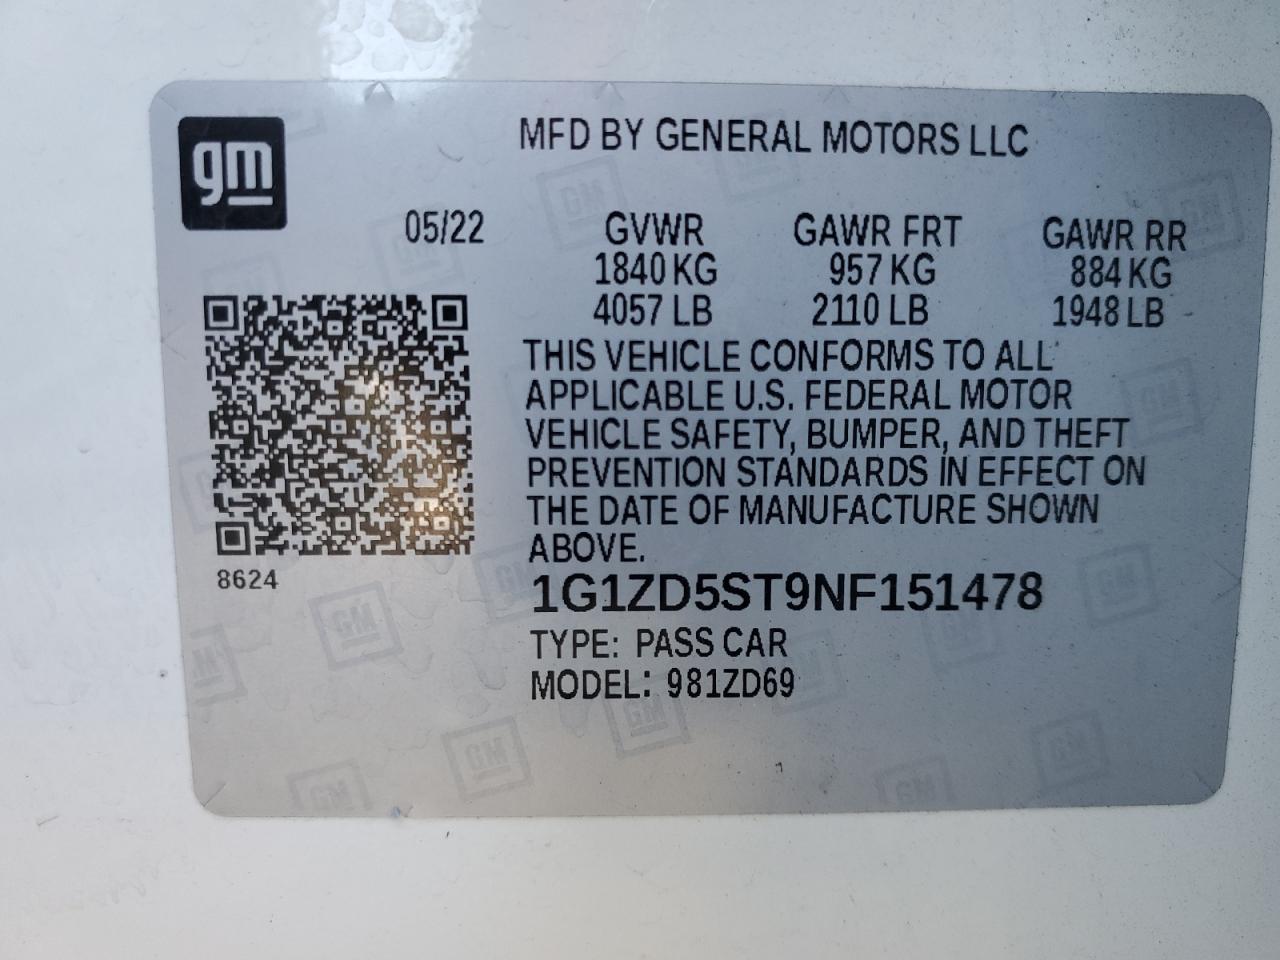 gm
MFD BY GENERAL MOTORS LLC
05/22
GVWR GAWR FRT GAWR RR
1840 KG 957 KG 884 KG
4057 LB 2110 LB 1948 LB
THIS VEHICLE CONFORMS TO ALL
APPLICABLE U.S. FEDERAL MOTOR
VEHICLE SAFETY, BUMPER, AND THEFT
PREVENTION STANDARDS IN EFFECT ON
THE DATE OF MANUFACTURE SHOWN
ABOVE.
8624
1G1ZD5ST9NF151478
TYPE: PASS CAR
MODEL: 981ZD69